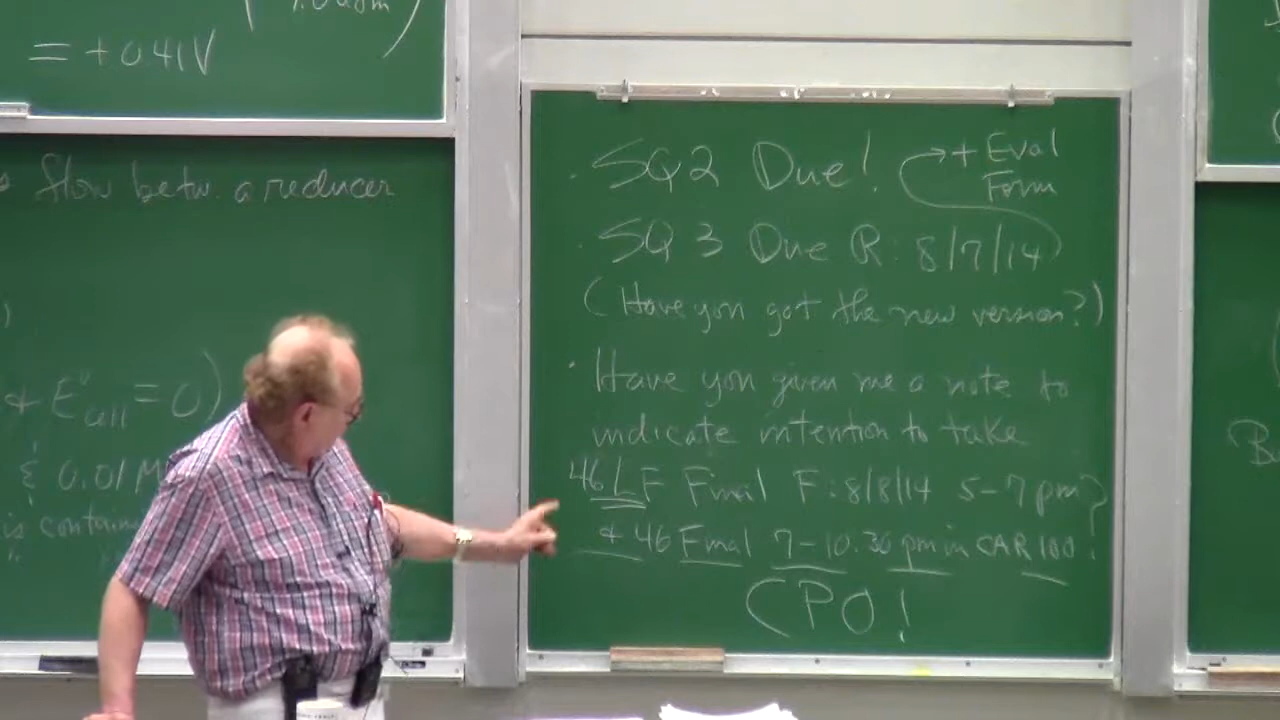 = + 0.41V
flow betw. a reducer
& E°all = 0)
& 0.01 M
is contain
· SQ2 Due! → + Eval Form
· SQ 3 Due R: 8/7/14
(Have you got the new version?)
· Have you given me a note to
indicate intention to take
46 LF Final F: 8/8/14 5-7 pm?
& 46 Final 7-10.30 pm in CAR 100!
CPO!